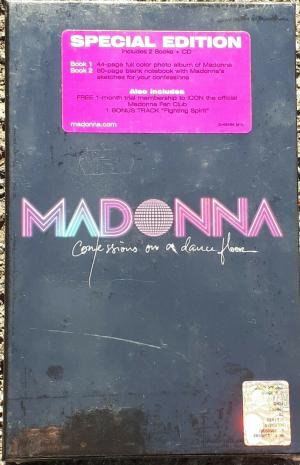 SPECIAL EDITION
Includes 2 Books + CD
Book 1 44-page full color photo album of Madonna
Book 2 80-page blank notebook with Madonna's
sketches for your confessions
Also Includes
FREE 1-month trial membership to ICON the official
Madonna Fan Club
1 BONUS TRACK "Fighting Spirit"
madonna.com
MADONNA
Confessions on a dance floor